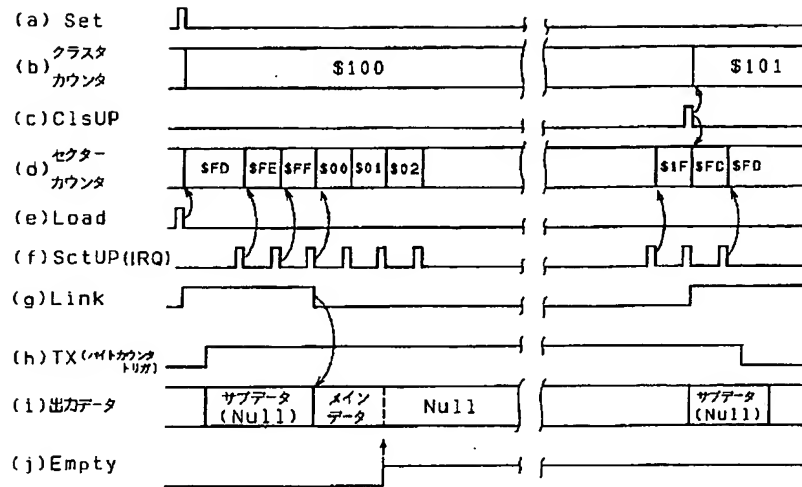 (a) Set
(b) クラスタ
カウンタ
$100
$101
(c) ClsUP
(d) セクター
カウンタ
$FD $FE $FF $00 $01 $02
$1F $FC $FD
(e) Load
(f) SctUP(IRQ)
(g) Link
(h) TX (バイトカウンタ
トリガ)
(i) 出力データ
サブデータ
(Null)
メイン
データ
Null
サブデータ
(Null)
(j) Empty